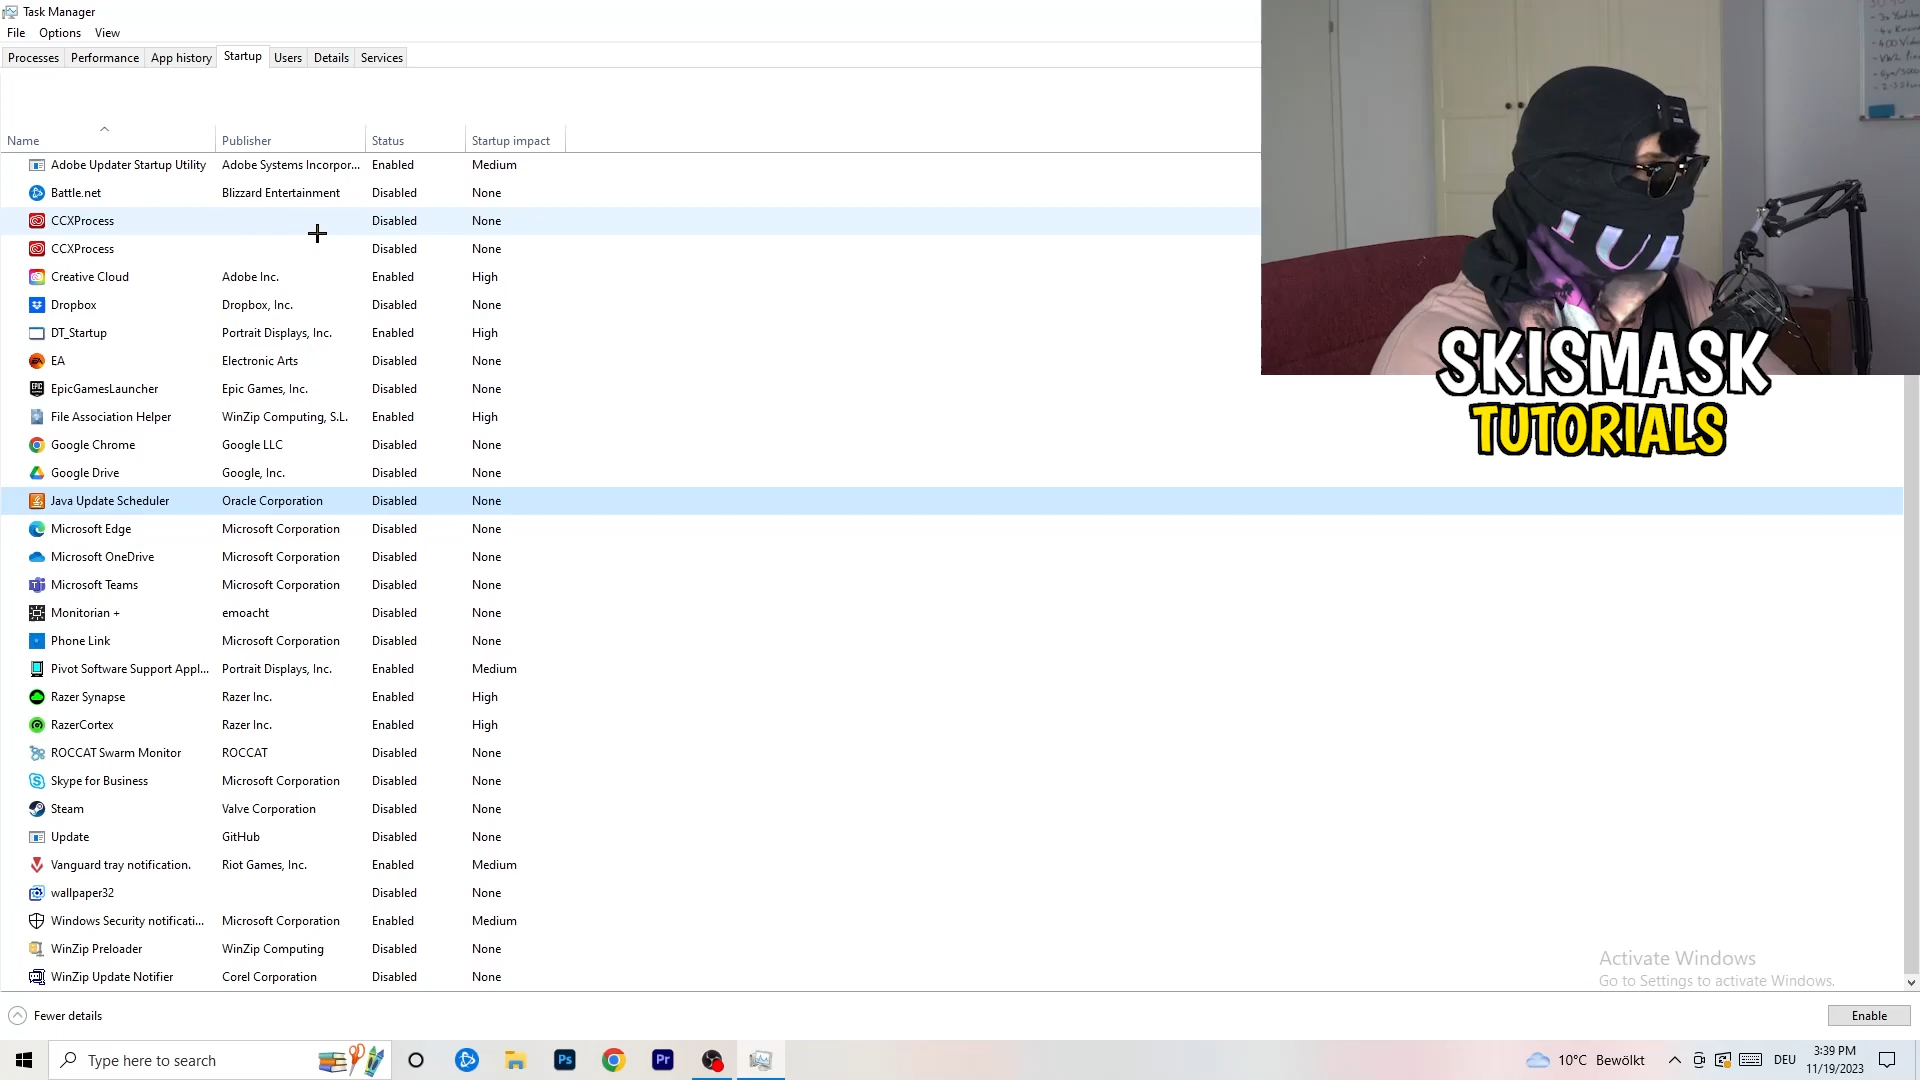 Task Manager
File Options View
Processes Performance App history Startup Users Details Services
Name Publisher Status Startup impact
Adobe Updater Startup Utility Adobe Systems Incorpor... Enabled Medium
Battle.net Blizzard Entertainment Disabled None
CCXProcess Disabled None
CCXProcess Disabled None
Creative Cloud Adobe Inc. Enabled High
Dropbox Dropbox, Inc. Disabled None
DT_Startup Portrait Displays, Inc. Enabled High
EA Electronic Arts Disabled None
EpicGamesLauncher Epic Games, Inc. Disabled None
File Association Helper WinZip Computing, S.L. Enabled High
Google Chrome Google LLC Disabled None
Google Drive Google, Inc. Disabled None
Java Update Scheduler Oracle Corporation Disabled None
Microsoft Edge Microsoft Corporation Disabled None
Microsoft OneDrive Microsoft Corporation Disabled None
Microsoft Teams Microsoft Corporation Disabled None
Monitorian + emoacht Disabled None
Phone Link Microsoft Corporation Disabled None
Pivot Software Support Appl... Portrait Displays, Inc. Enabled Medium
Razer Synapse Razer Inc. Enabled High
RazerCortex Razer Inc. Enabled High
ROCCAT Swarm Monitor ROCCAT Disabled None
Skype for Business Microsoft Corporation Disabled None
Steam Valve Corporation Disabled None
Update GitHub Disabled None
Vanguard tray notification. Riot Games, Inc. Enabled Medium
wallpaper32 Disabled None
Windows Security notificati... Microsoft Corporation Enabled Medium
WinZip Preloader WinZip Computing Disabled None
WinZip Update Notifier Corel Corporation Disabled None
SKISMASK
TUTORIALS
Activate Windows
Go to Settings to activate Windows.
Fewer details
Enable
Type here to search
Ps
Pr
10°C Bewölkt
DEU
3:39 PM
11/19/2023